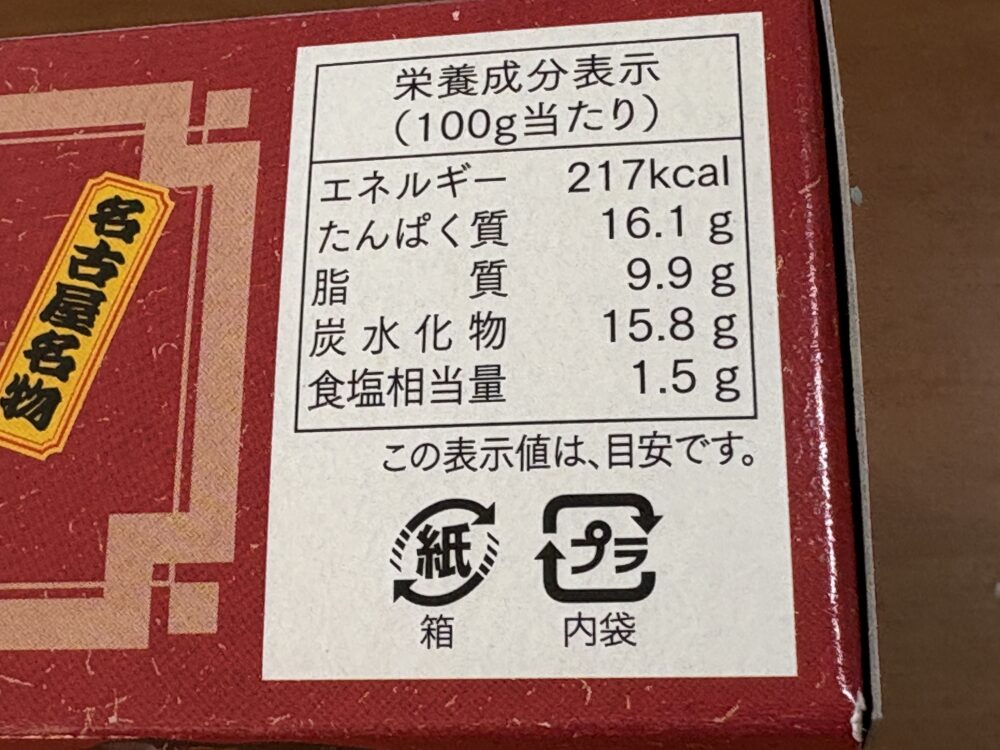 名古屋名物
栄養成分表示
(100g当たり)
エネルギー 217kcal
たんぱく質 16.1 g
脂質 9.9 g
炭水化物 15.8 g
食塩相当量 1.5 g
この表示値は、目安です。
紙 プラ
箱 内袋